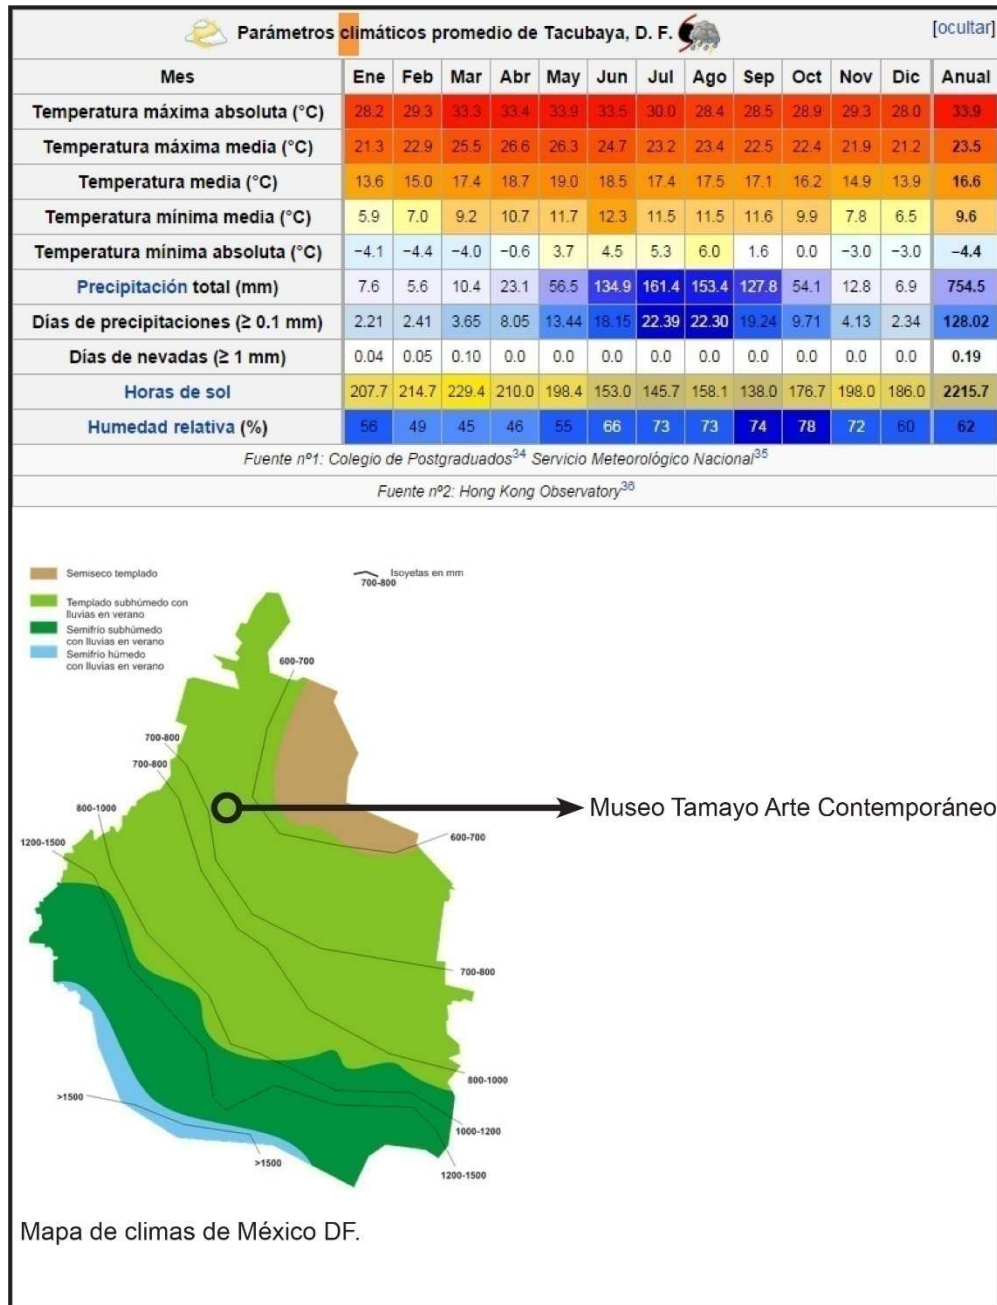 Parámetros climáticos promedio de Tacubaya, D. F. [ocultar]
Mes Ene Feb Mar Abr May Jun Jul Ago Sep Oct Nov Dic Anual
Temperatura máxima absoluta (°C) 28.2 29.3 33.3 33.4 33.9 33.5 30.0 28.4 28.5 28.9 29.3 28.0 33.9
Temperatura máxima media (°C) 21.3 22.9 25.5 26.6 26.3 24.7 23.2 23.4 22.5 22.4 21.9 21.2 23.5
Temperatura media (°C) 13.6 15.0 17.4 18.7 19.0 18.5 17.4 17.5 17.1 16.2 14.9 13.9 16.6
Temperatura mínima media (°C) 5.9 7.0 9.2 10.7 11.7 12.3 11.5 11.5 11.6 9.9 7.8 6.5 9.6
Temperatura mínima absoluta (°C) −4.1 −4.4 −4.0 −0.6 3.7 4.5 5.3 6.0 1.6 0.0 −3.0 −3.0 −4.4
Precipitación total (mm) 7.6 5.6 10.4 23.1 56.5 134.9 161.4 153.4 127.8 54.1 12.8 6.9 754.5
Días de precipitaciones (≥ 0.1 mm) 2.21 2.41 3.65 8.05 13.44 18.15 22.39 22.30 19.24 9.71 4.13 2.34 128.02
Días de nevadas (≥ 1 mm) 0.04 0.05 0.10 0.0 0.0 0.0 0.0 0.0 0.0 0.0 0.0 0.0 0.19
Horas de sol 207.7 214.7 229.4 210.0 198.4 153.0 145.7 158.1 138.0 176.7 198.0 186.0 2215.7
Humedad relativa (%) 56 49 45 46 55 66 73 73 74 78 72 60 62
Fuente nº1: Colegio de Postgraduados34 Servicio Meteorológico Nacional35
Fuente nº2: Hong Kong Observatory36
Semiseco templado
Templado subhúmedo con
lluvias en verano
Semifrío subhúmedo
con lluvias en verano
Semifrío húmedo
con lluvias en verano
Isoyetas en mm
700-800
600-700
700-800
700-800
800-1000
Museo Tamayo Arte Contemporáneo
600-700
1200-1500
700-800
800-1000
>1500
1000-1200
>1500
1200-1500
Mapa de climas de México DF.